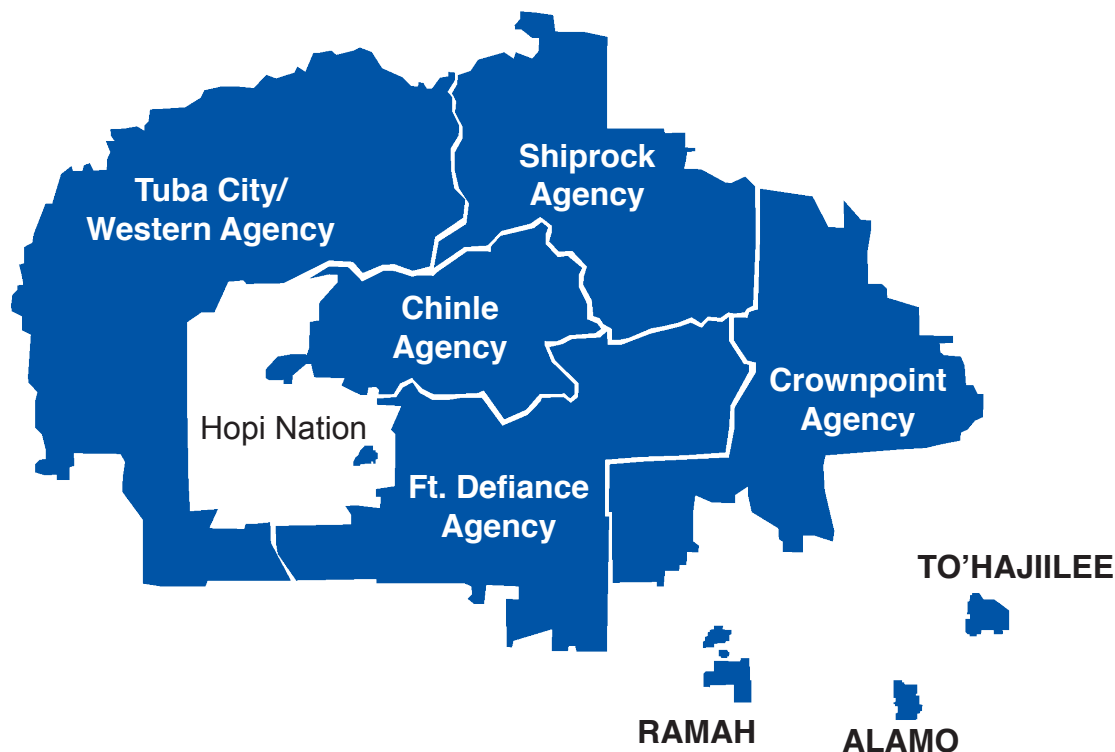 Shiprock
Agency
Tuba City/
Western Agency
Chinle
Agency
Crownpoint
Agency
Hopi Nation
Ft. Defiance
Agency
TO’HAJIILEE
RAMAH
ALAMO